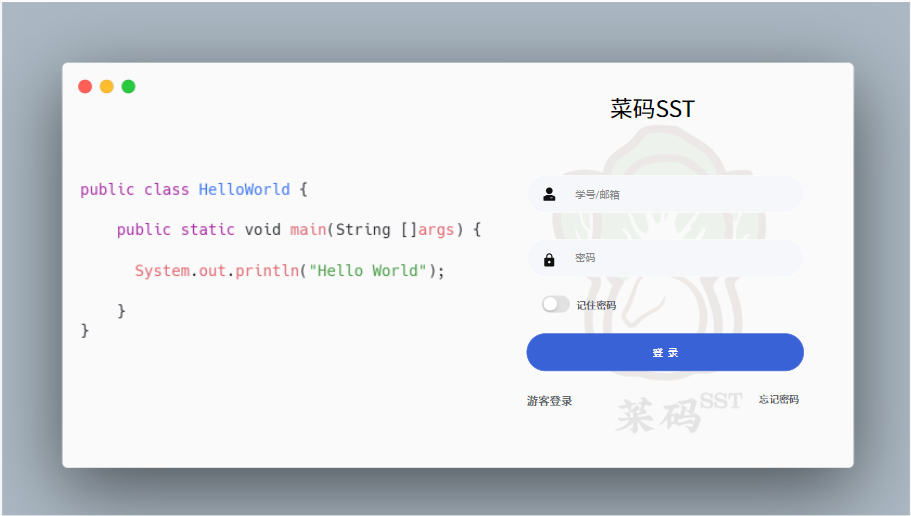 public class HelloWorld {
public static void main(String []args) {
System.out.println("Hello World");
}
}
菜码SST
学号/邮箱
密码
记住密码
登 录
游客登录
忘记密码
菜码SST